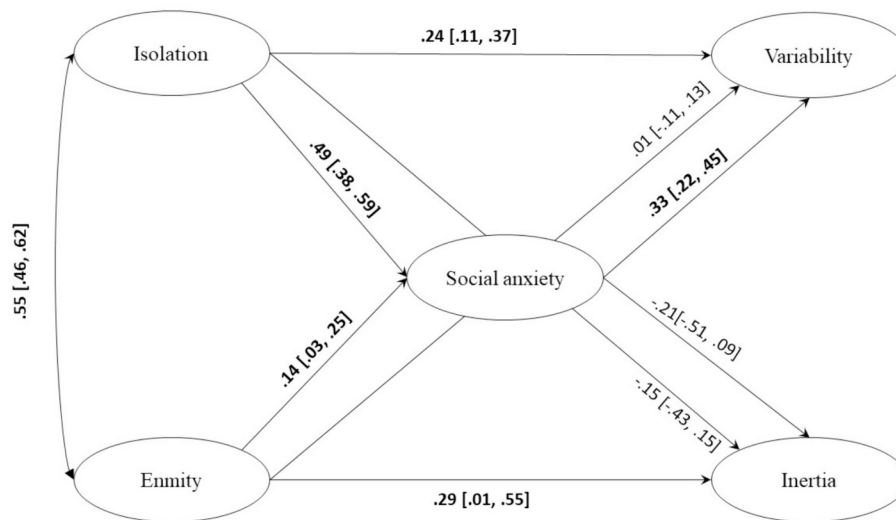 .24 [.11, .37]
Isolation
Variability
.01 [-.11, .13]
.49 [.38, .59]
.33 [.22, .45]
.55 [.46, .62]
Social anxiety
-.21[-.51, .09]
.14 [.03, .25]
-.15 [-.43, .15]
Enmity
Inertia
.29 [.01, .55]